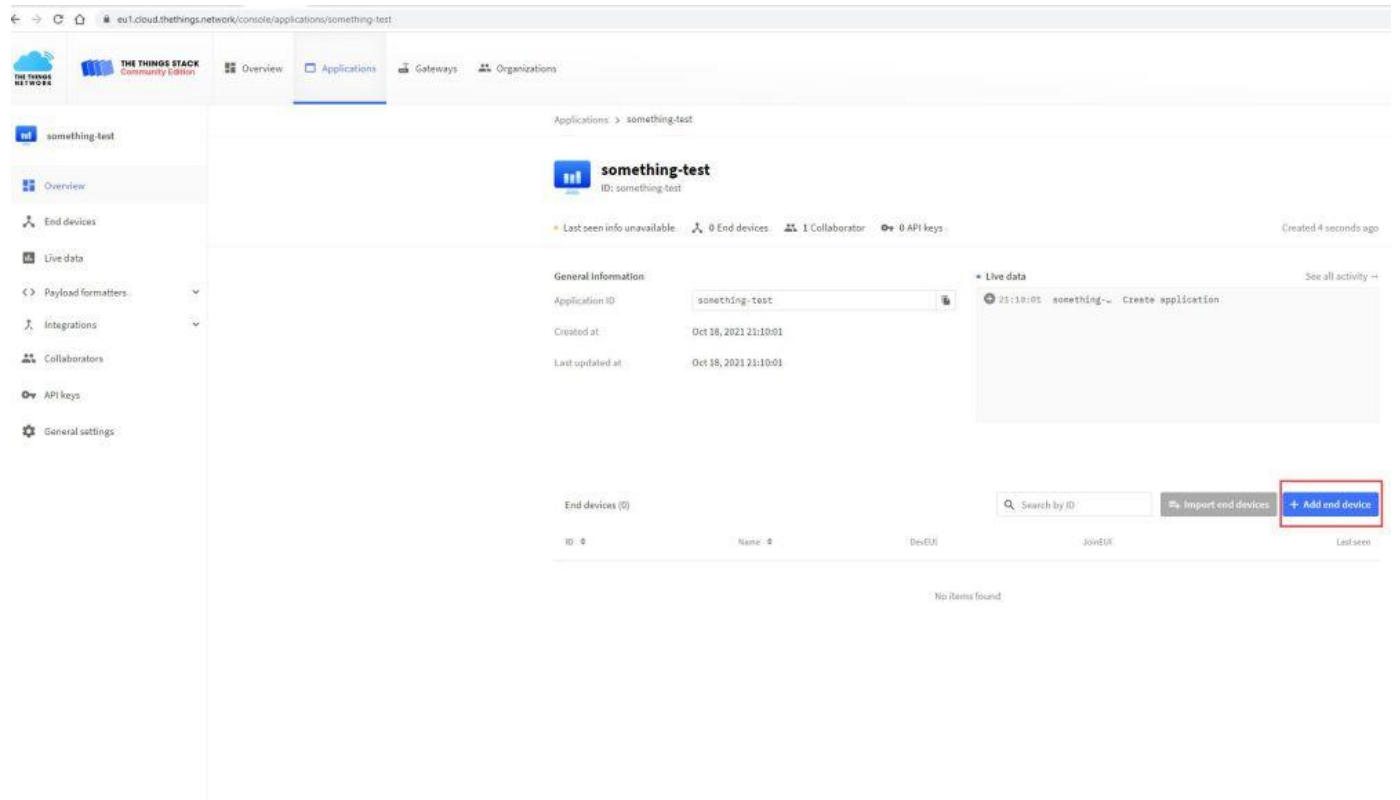 eu1.cloud.thethings.network/console/applications/something-test
THE THINGS NETWORK
THE THINGS STACK
Community Edition
Overview
Applications
Gateways
Organizations
something-test
Overview
End devices
Live data
Payload formatters
Integrations
Collaborators
API keys
General settings
Applications > something-test
something-test
ID: something-test
Last seen info unavailable 0 End devices 1 Collaborator 0 API keys Created 4 seconds ago
General information
Application ID something-test
Created at Oct 18, 2021 21:10:01
Last updated at Oct 18, 2021 21:10:01
Live data See all activity →
21:10:01 something-… Create application
End devices (0) Search by ID Import end devices + Add end device
ID Name DevEUI JoinEUI Last seen
No items found